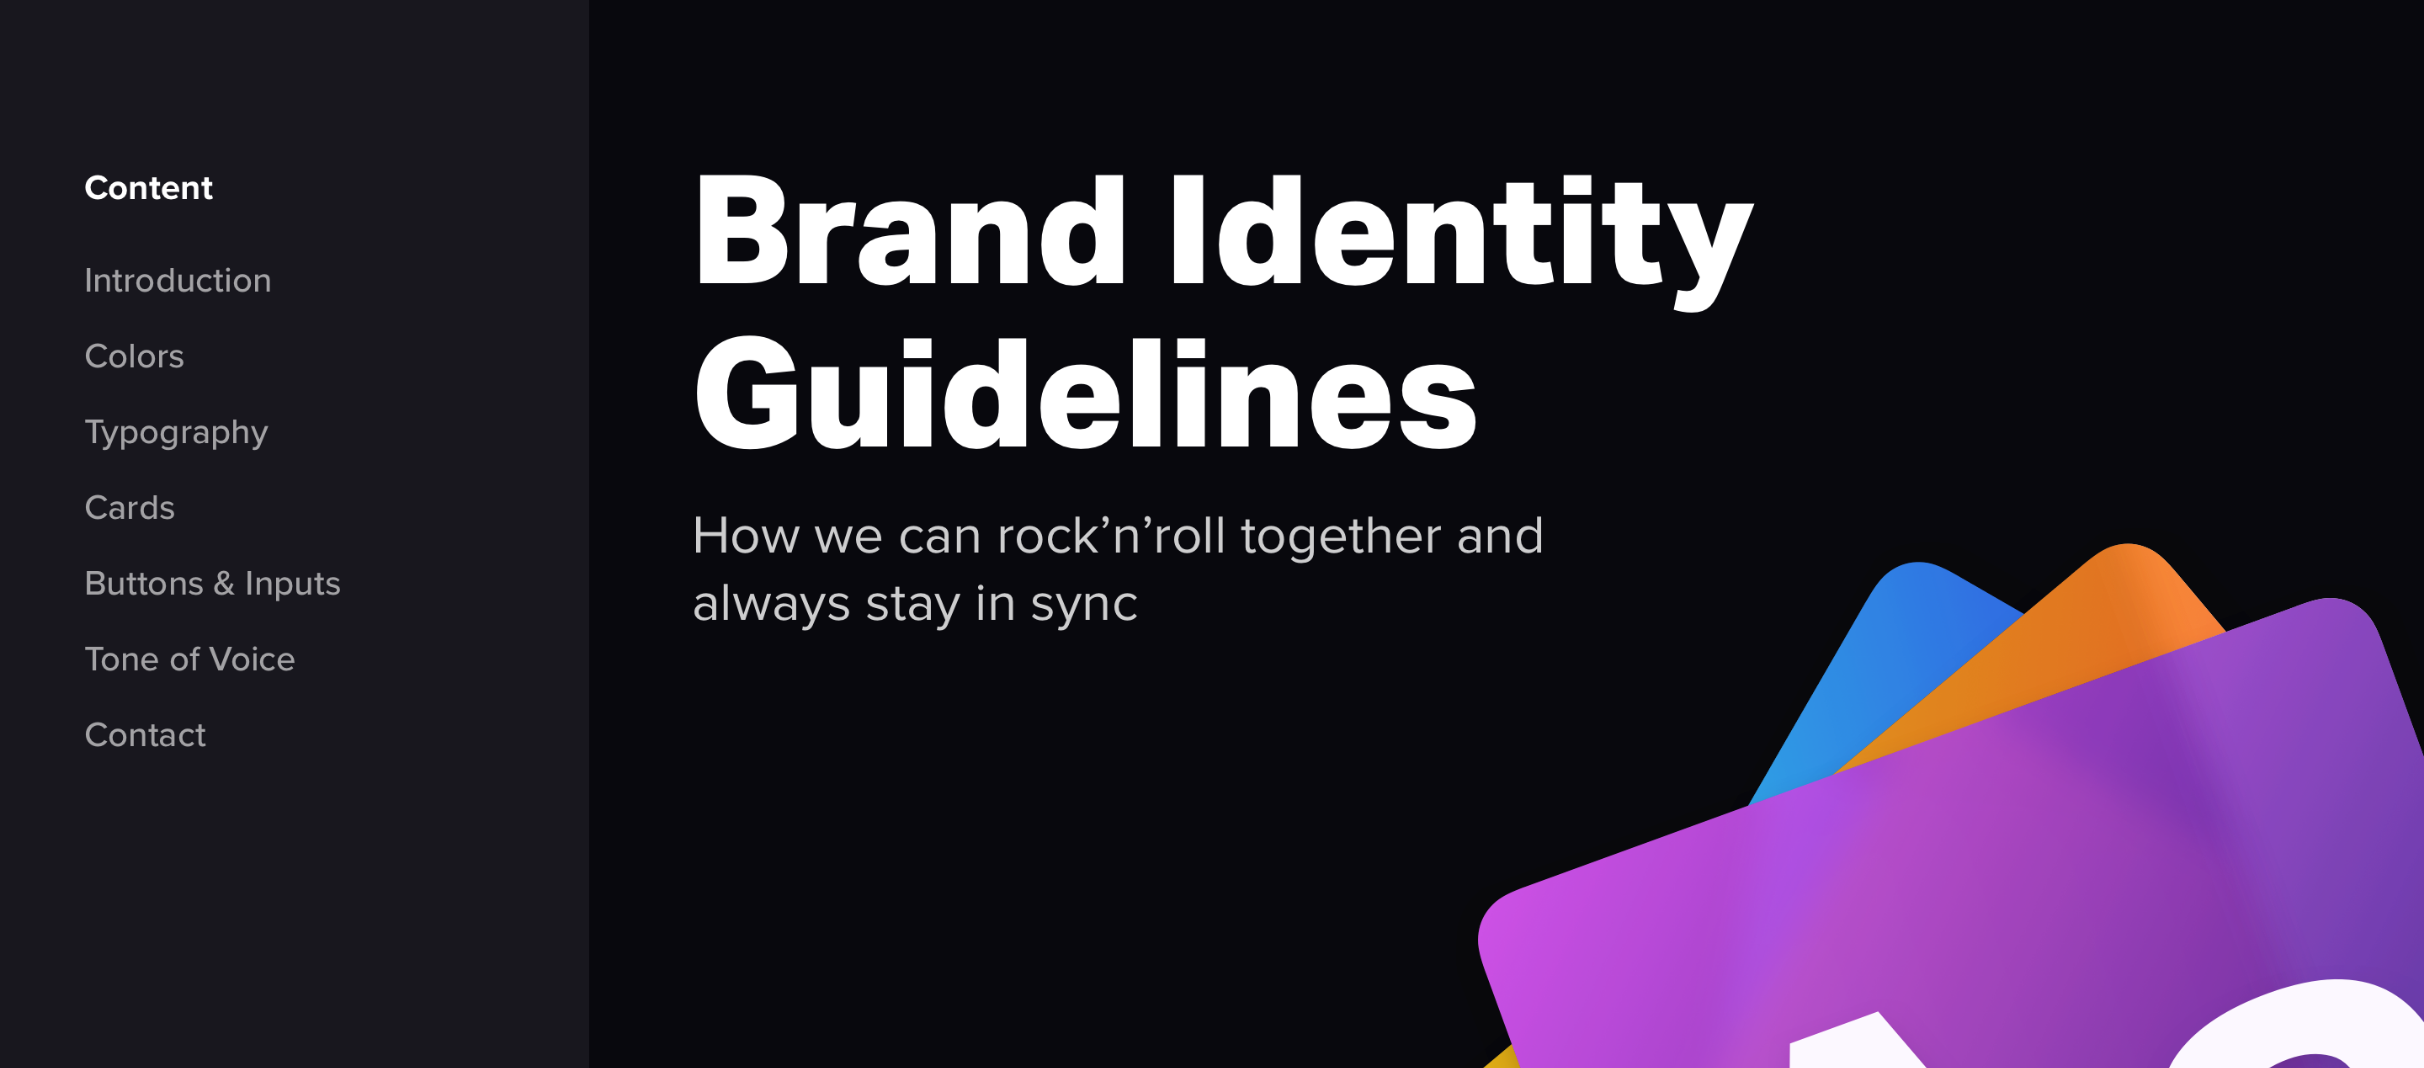 Content
Introduction
Colors
Typography
Cards
Buttons & Inputs
Tone of Voice
Contact
Brand Identity
Guidelines
How we can rock’n’roll together and
always stay in sync